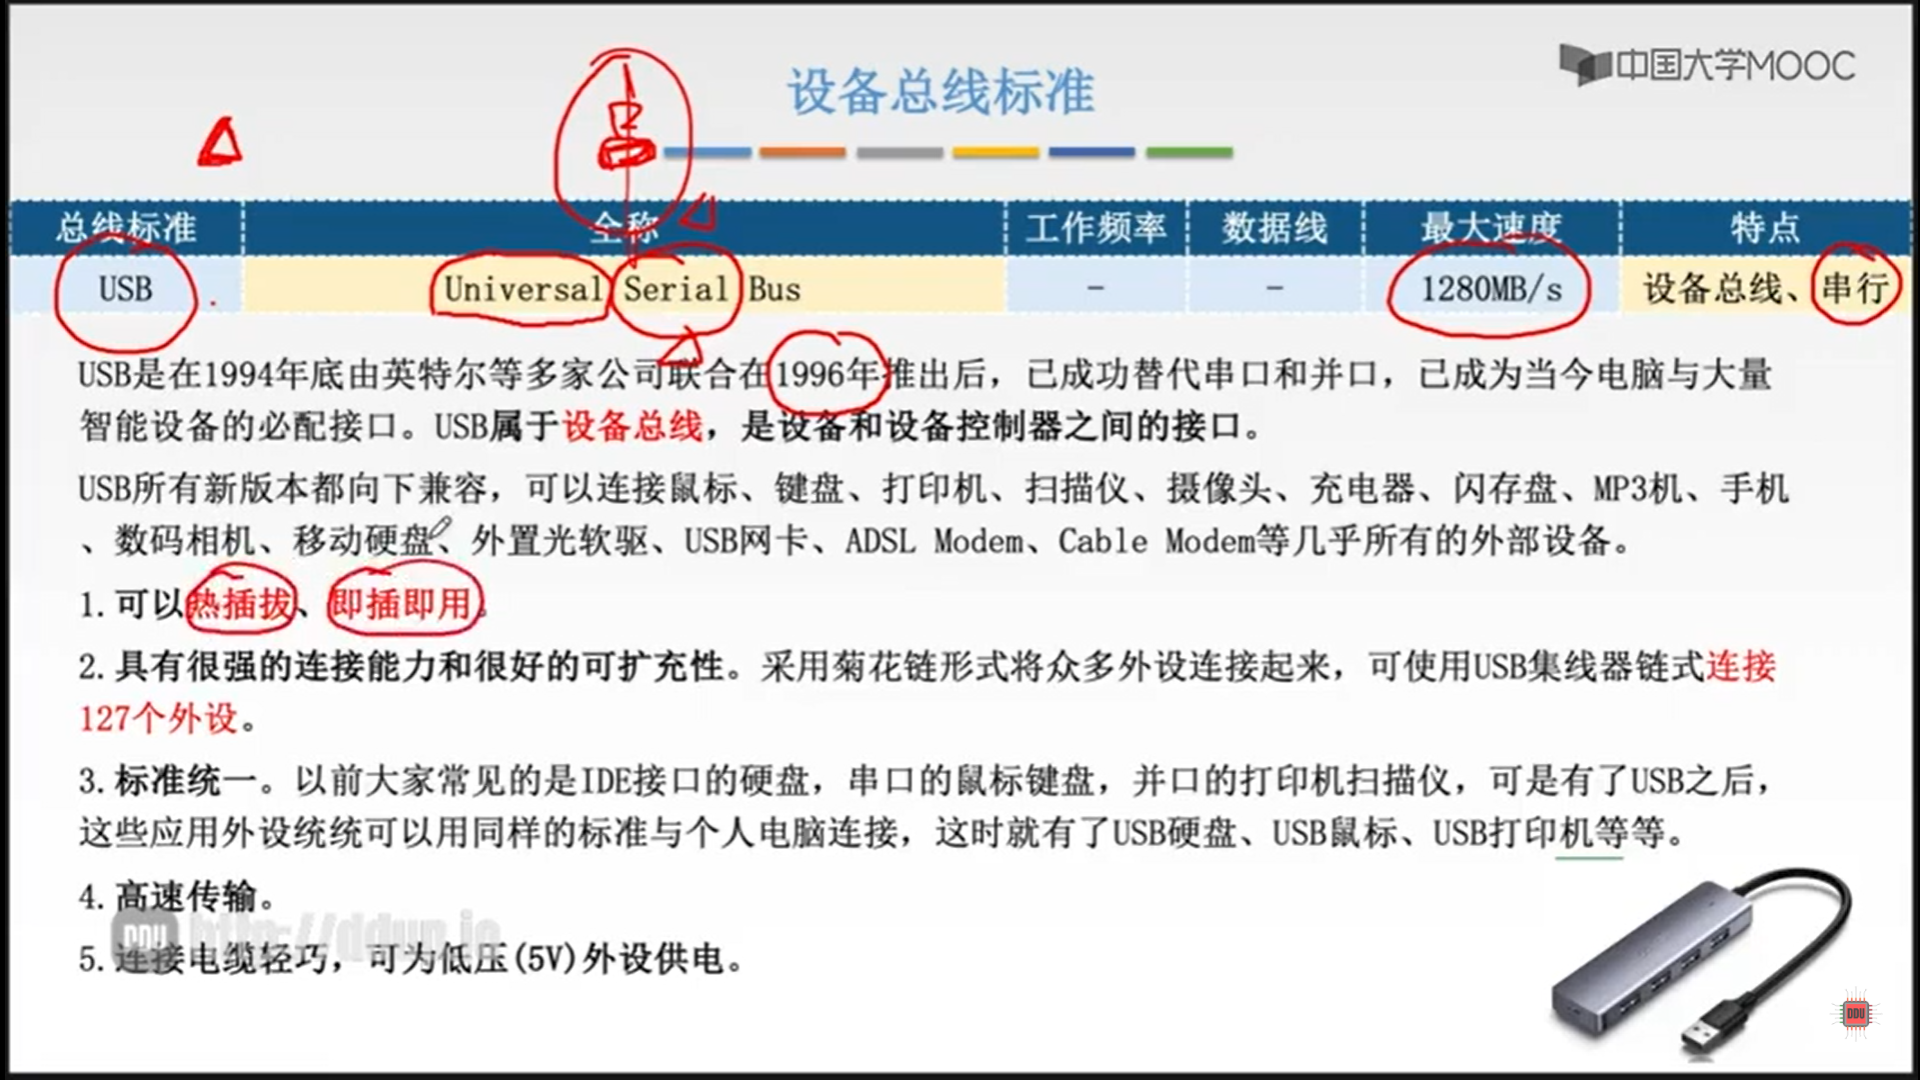 中国大学MOOC
设备总线标准
串
总线标准 全称 工作频率 数据线 最大速度 特点
USB Universal Serial Bus - - 1280MB/s 设备总线、串行
USB是在1994年底由英特尔等多家公司联合在1996年推出后，已成功替代串口和并口，已成为当今电脑与大量
智能设备的必配接口。USB属于设备总线，是设备和设备控制器之间的接口。
USB所有新版本都向下兼容，可以连接鼠标、键盘、打印机、扫描仪、摄像头、充电器、闪存盘、MP3机、手机
、数码相机、移动硬盘、外置光软驱、USB网卡、ADSL Modem、Cable Modem等几乎所有的外部设备。
1.可以热插拔、即插即用。
2.具有很强的连接能力和很好的可扩充性。采用菊花链形式将众多外设连接起来，可使用USB集线器链式连接
127个外设。
3.标准统一。以前大家常见的是IDE接口的硬盘，串口的鼠标键盘，并口的打印机扫描仪，可是有了USB之后，
这些应用外设统统可以用同样的标准与个人电脑连接，这时就有了USB硬盘、USB鼠标、USB打印机等等。
4.高速传输。
DDU http://ddup.io
5.连接电缆轻巧，可为低压(5V)外设供电。
DDU